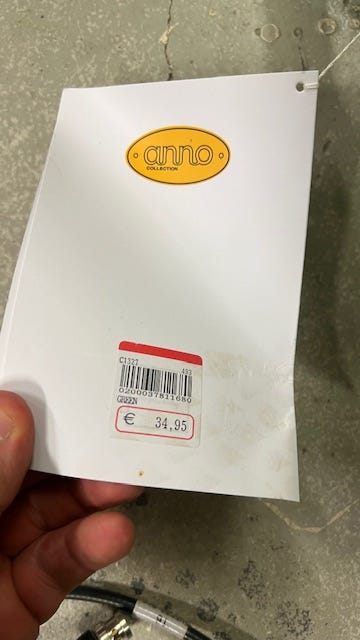 anno
COLLECTION
C1327 493
0200037811680
GREEN
€ 34,95